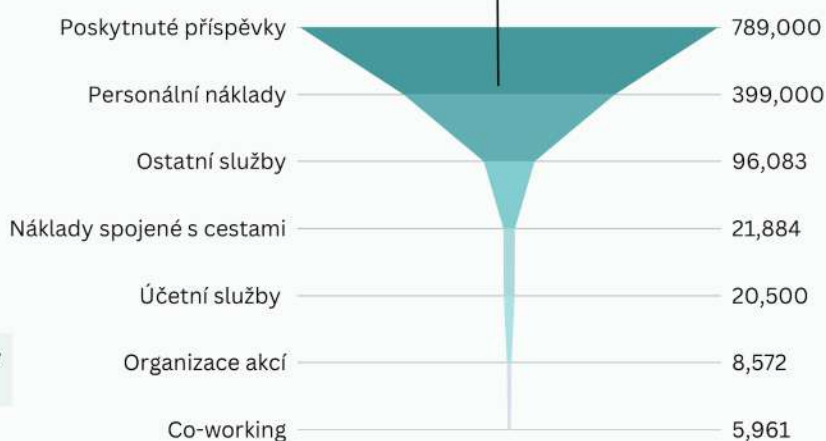 Poskytnuté příspěvky 789,000
Personální náklady 399,000
Ostatní služby 96,083
Náklady spojené s cestami 21,884
Účetní služby 20,500
Organizace akcí 8,572
Co-working 5,961